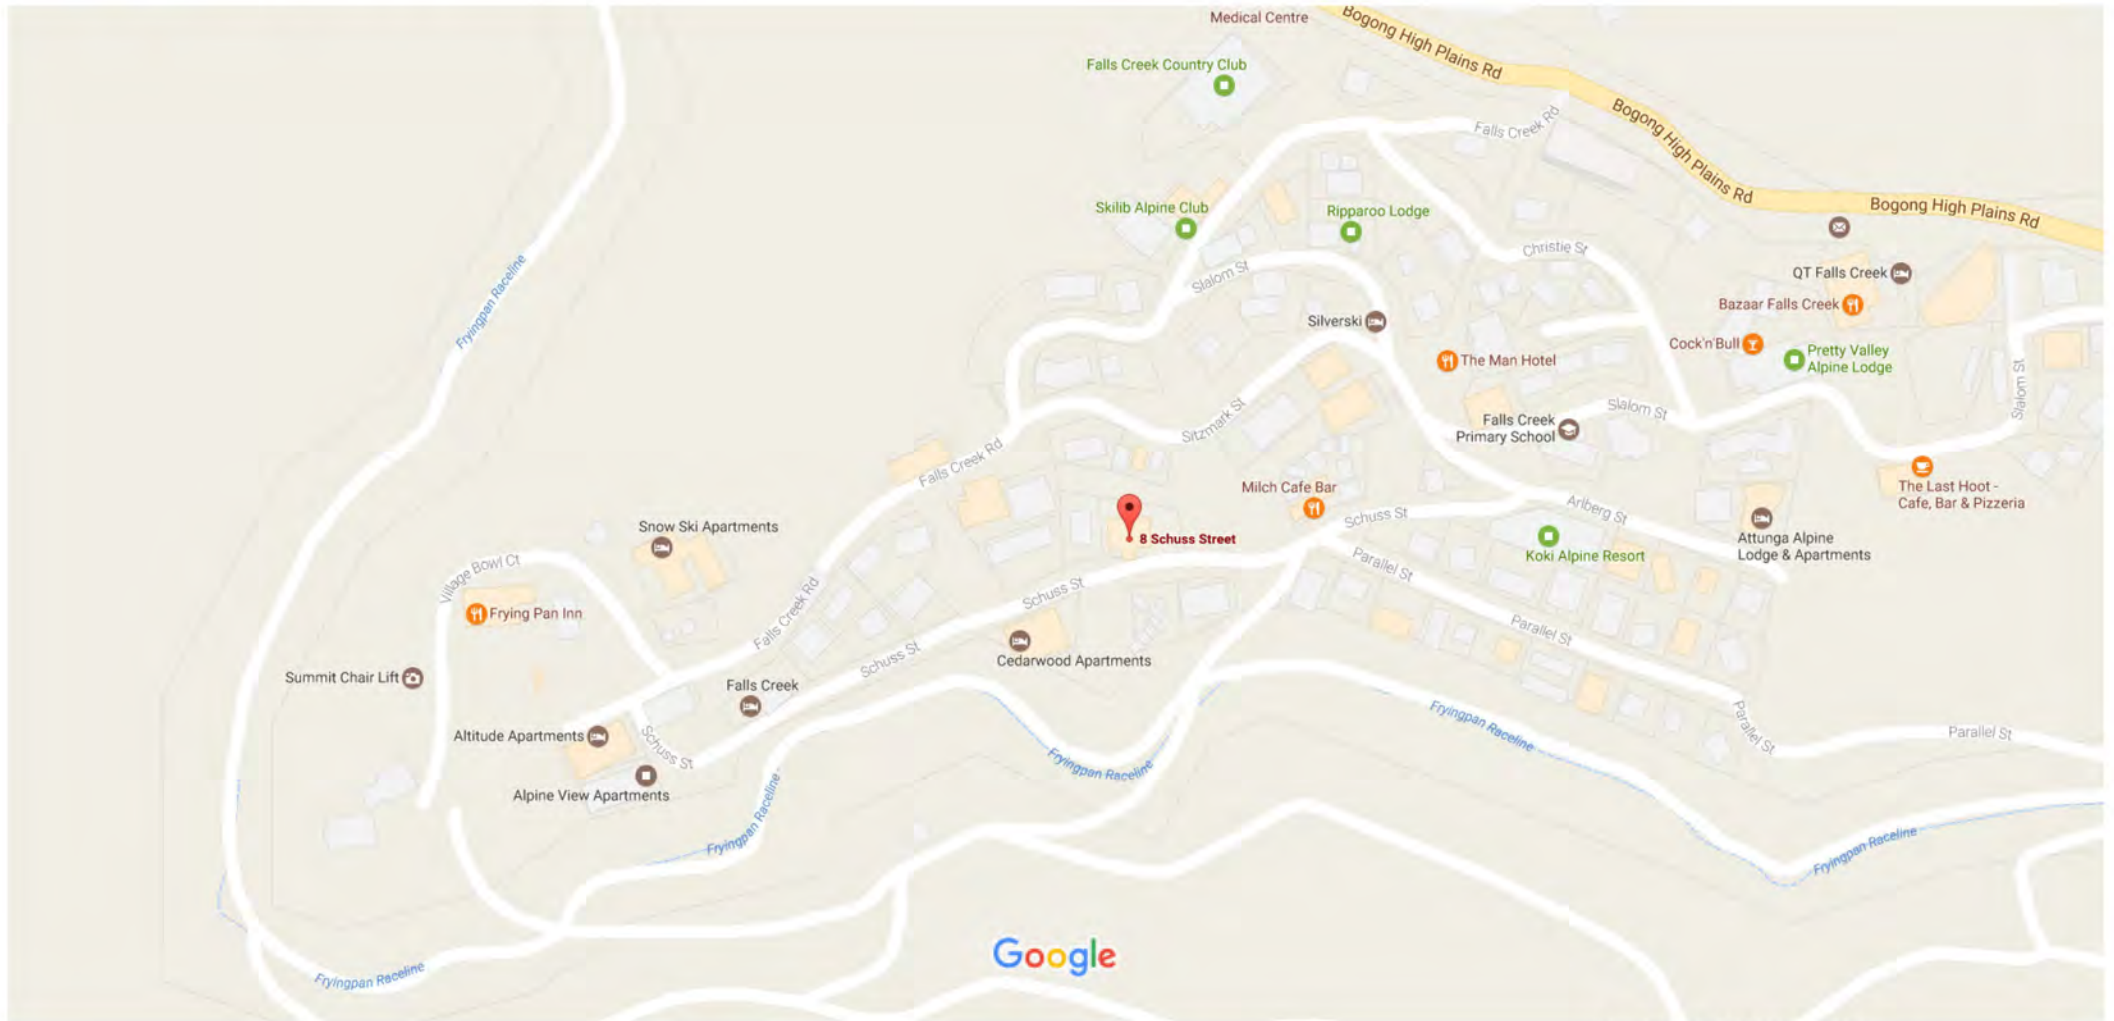 Medical Centre
Bogong High Plains Rd
Falls Creek Country Club
Bogong High Plains Rd
Falls Creek Rd
Skilib Alpine Club
Ripparoo Lodge
Bogong High Plains Rd
Christie St
Slalom St
QT Falls Creek
Bazaar Falls Creek
Fryingpan Raceline
Silverski
Cock'n'Bull
The Man Hotel
Pretty Valley
Alpine Lodge
Slalom St
Slalom St
Sitzmark St
Falls Creek
Primary School
Falls Creek Rd
Milch Cafe Bar
The Last Hoot -
Cafe, Bar & Pizzeria
Schuss St
Arlberg St
Snow Ski Apartments
8 Schuss Street
Attunga Alpine
Lodge & Apartments
Koki Alpine Resort
Parallel St
Village Bowl Ct
Schuss St
Falls Creek Rd
Frying Pan Inn
Parallel St
Schuss St
Cedarwood Apartments
Summit Chair Lift
Falls Creek
Altitude Apartments
Schuss St
Fryingpan Raceline
Parallel St
Parallel St
Fryingpan Raceline
Alpine View Apartments
Fryingpan Raceline
Fryingpan Raceline
Google
Fryingpan Raceline